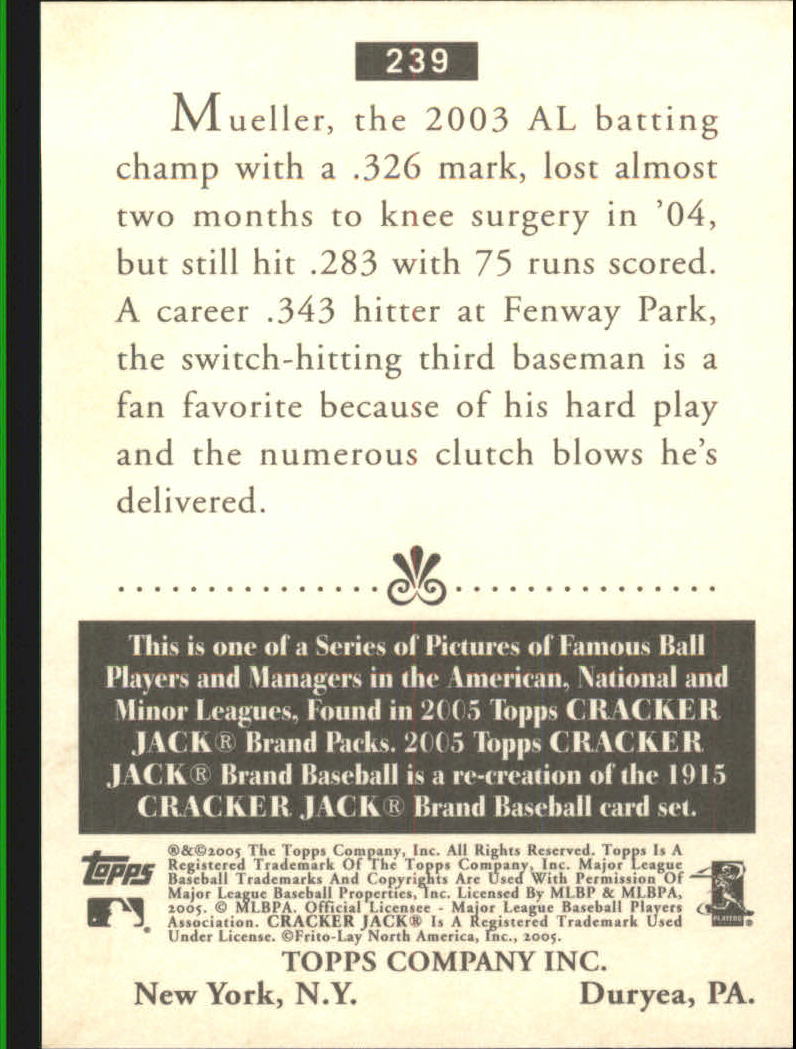 239
Mueller, the 2003 AL batting
champ with a .326 mark, lost almost
two months to knee surgery in '04,
but still hit .283 with 75 runs scored.
A career .343 hitter at Fenway Park,
the switch-hitting third baseman is a
fan favorite because of his hard play
and the numerous clutch blows he's
delivered.
This is one of a Series of Pictures of Famous Ball
Players and Managers in the American, National and
Minor Leagues, Found in 2005 Topps CRACKER
JACK® Brand Packs. 2005 Topps CRACKER
JACK® Brand Baseball is a re-creation of the 1915
CRACKER JACK® Brand Baseball card set.
Topps
®&©2005 The Topps Company, Inc. All Rights Reserved. Topps Is A
Registered Trademark Of The Topps Company, Inc. Major League
Baseball Trademarks And Copyrights Are Used With Permission Of
Major League Baseball Properties, Inc. Licensed By MLBP & MLBPA,
2005. © MLBPA. Official Licensee - Major League Baseball Players
Association. CRACKER JACK® Is A Registered Trademark Used
Under License. ©Frito-Lay North America, Inc., 2005.
®
PLAYERS
®
TOPPS COMPANY INC.
New York, N.Y. Duryea, PA.